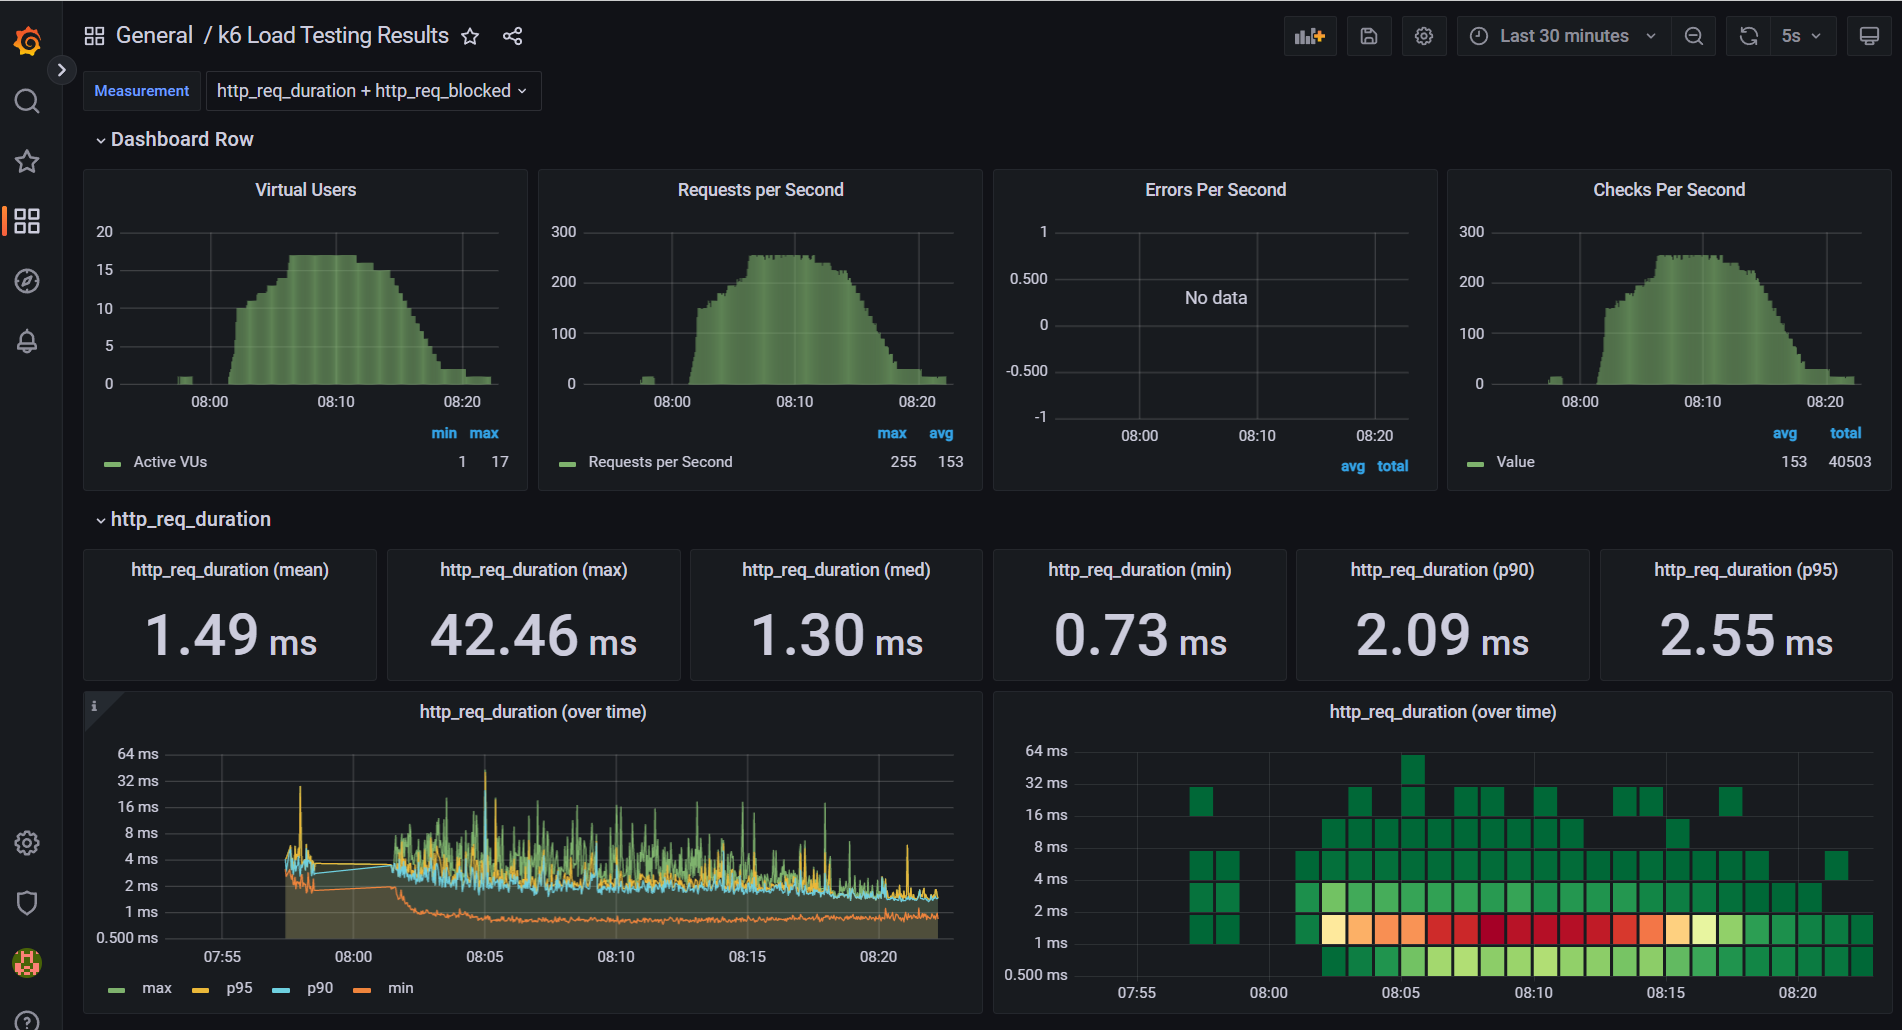 General / k6 Load Testing Results
Last 30 minutes
5s
Measurement
http_req_duration + http_req_blocked
Dashboard Row
Virtual Users
20
15
10
5
0
08:00 08:10 08:20
min max
Active VUs 1 17
Requests per Second
300
200
100
0
08:00 08:10 08:20
max avg
Requests per Second 255 153
Errors Per Second
1
0.500
0
-0.500
-1
No data
08:00 08:10 08:20
avg total
Checks Per Second
300
200
100
0
08:00 08:10 08:20
avg total
Value 153 40503
http_req_duration
http_req_duration (mean)
1.49 ms
http_req_duration (max)
42.46 ms
http_req_duration (med)
1.30 ms
http_req_duration (min)
0.73 ms
http_req_duration (p90)
2.09 ms
http_req_duration (p95)
2.55 ms
i
http_req_duration (over time)
64 ms
32 ms
16 ms
8 ms
4 ms
2 ms
1 ms
0.500 ms
07:55 08:00 08:05 08:10 08:15 08:20
max p95 p90 min
http_req_duration (over time)
64 ms
32 ms
16 ms
8 ms
4 ms
2 ms
1 ms
0.500 ms
07:55 08:00 08:05 08:10 08:15 08:20